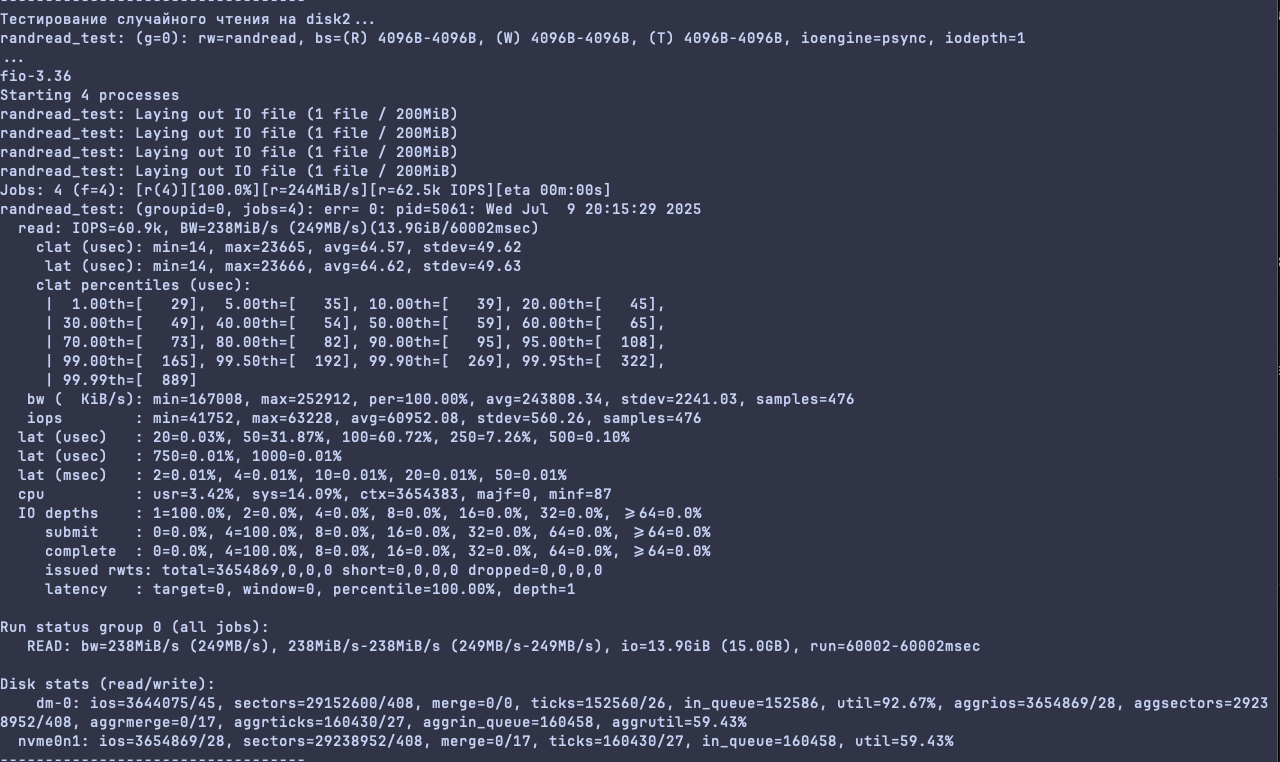 ----------------------------------
Тестирование случайного чтения на disk2...
randread_test: (g=0): rw=randread, bs=(R) 4096B-4096B, (W) 4096B-4096B, (T) 4096B-4096B, ioengine=psync, iodepth=1
...
fio-3.36
Starting 4 processes
randread_test: Laying out IO file (1 file / 200MiB)
randread_test: Laying out IO file (1 file / 200MiB)
randread_test: Laying out IO file (1 file / 200MiB)
randread_test: Laying out IO file (1 file / 200MiB)
Jobs: 4 (f=4): [r(4)][100.0%][r=244MiB/s][r=62.5k IOPS][eta 00m:00s]
randread_test: (groupid=0, jobs=4): err= 0: pid=5061: Wed Jul  9 20:15:29 2025
  read: IOPS=60.9k, BW=238MiB/s (249MB/s)(13.9GiB/60002msec)
    clat (usec): min=14, max=23665, avg=64.57, stdev=49.62
     lat (usec): min=14, max=23666, avg=64.62, stdev=49.63
    clat percentiles (usec):
     |  1.00th=[   29],  5.00th=[   35], 10.00th=[   39], 20.00th=[   45],
     | 30.00th=[   49], 40.00th=[   54], 50.00th=[   59], 60.00th=[   65],
     | 70.00th=[   73], 80.00th=[   82], 90.00th=[   95], 95.00th=[  108],
     | 99.00th=[  165], 99.50th=[  192], 99.90th=[  269], 99.95th=[  322],
     | 99.99th=[  889]
   bw (  KiB/s): min=167008, max=252912, per=100.00%, avg=243808.34, stdev=2241.03, samples=476
   iops        : min=41752, max=63228, avg=60952.08, stdev=560.26, samples=476
  lat (usec)   : 20=0.03%, 50=31.87%, 100=60.72%, 250=7.26%, 500=0.10%
  lat (usec)   : 750=0.01%, 1000=0.01%
  lat (msec)   : 2=0.01%, 4=0.01%, 10=0.01%, 20=0.01%, 50=0.01%
  cpu          : usr=3.42%, sys=14.09%, ctx=3654383, majf=0, minf=87
  IO depths    : 1=100.0%, 2=0.0%, 4=0.0%, 8=0.0%, 16=0.0%, 32=0.0%, >=64=0.0%
     submit    : 0=0.0%, 4=100.0%, 8=0.0%, 16=0.0%, 32=0.0%, 64=0.0%, >=64=0.0%
     complete  : 0=0.0%, 4=100.0%, 8=0.0%, 16=0.0%, 32=0.0%, 64=0.0%, >=64=0.0%
     issued rwts: total=3654869,0,0,0 short=0,0,0,0 dropped=0,0,0,0
     latency   : target=0, window=0, percentile=100.00%, depth=1

Run status group 0 (all jobs):
   READ: bw=238MiB/s (249MB/s), 238MiB/s-238MiB/s (249MB/s-249MB/s), io=13.9GiB (15.0GB), run=60002-60002msec

Disk stats (read/write):
    dm-0: ios=3644075/45, sectors=29152600/408, merge=0/0, ticks=152560/26, in_queue=152586, util=92.67%, aggrios=3654869/28, aggsectors=2923
8952/408, aggrmerge=0/17, aggrticks=160430/27, aggrin_queue=160458, aggrutil=59.43%
  nvme0n1: ios=3654869/28, sectors=29238952/408, merge=0/17, ticks=160430/27, in_queue=160458, util=59.43%
----------------------------------